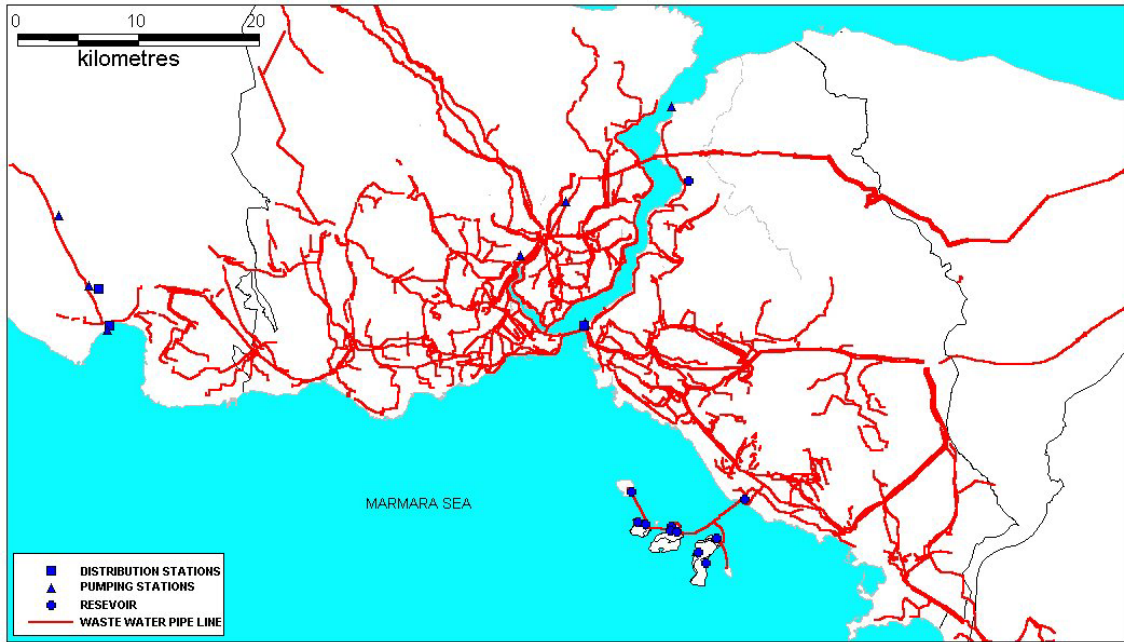 0 10 20
kilometres
MARMARA SEA
DISTRIBUTION STATIONS
PUMPING STATIONS
RESEVOIR
WASTE WATER PIPE LINE